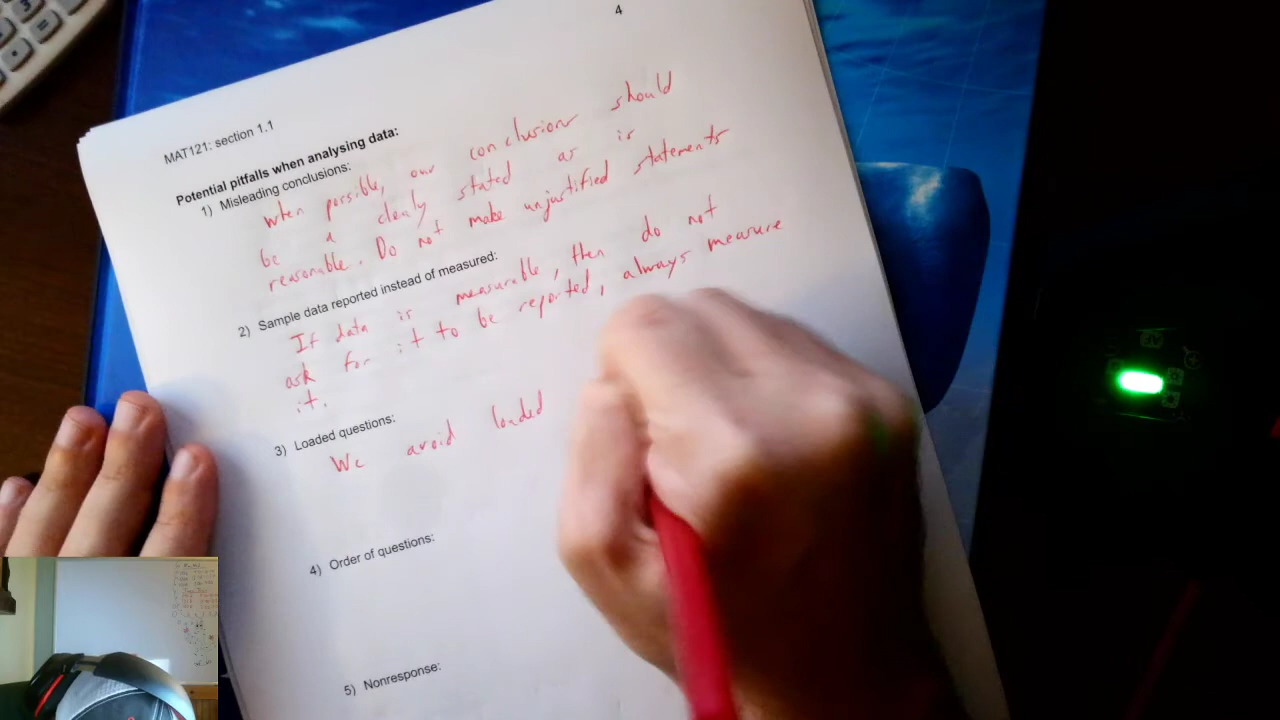 4
MAT121: section 1.1
Potential pitfalls when analysing data:
1) Misleading conclusions:
When possible, our conclusions should
be a clearly stated as is
reasonable. Do not make unjustified statements
2) Sample data reported instead of measured:
If data is measurable, then do not
ask for it to be reported, always measure
it.
3) Loaded questions:
We avoid loaded
4) Order of questions:
5) Nonresponse: